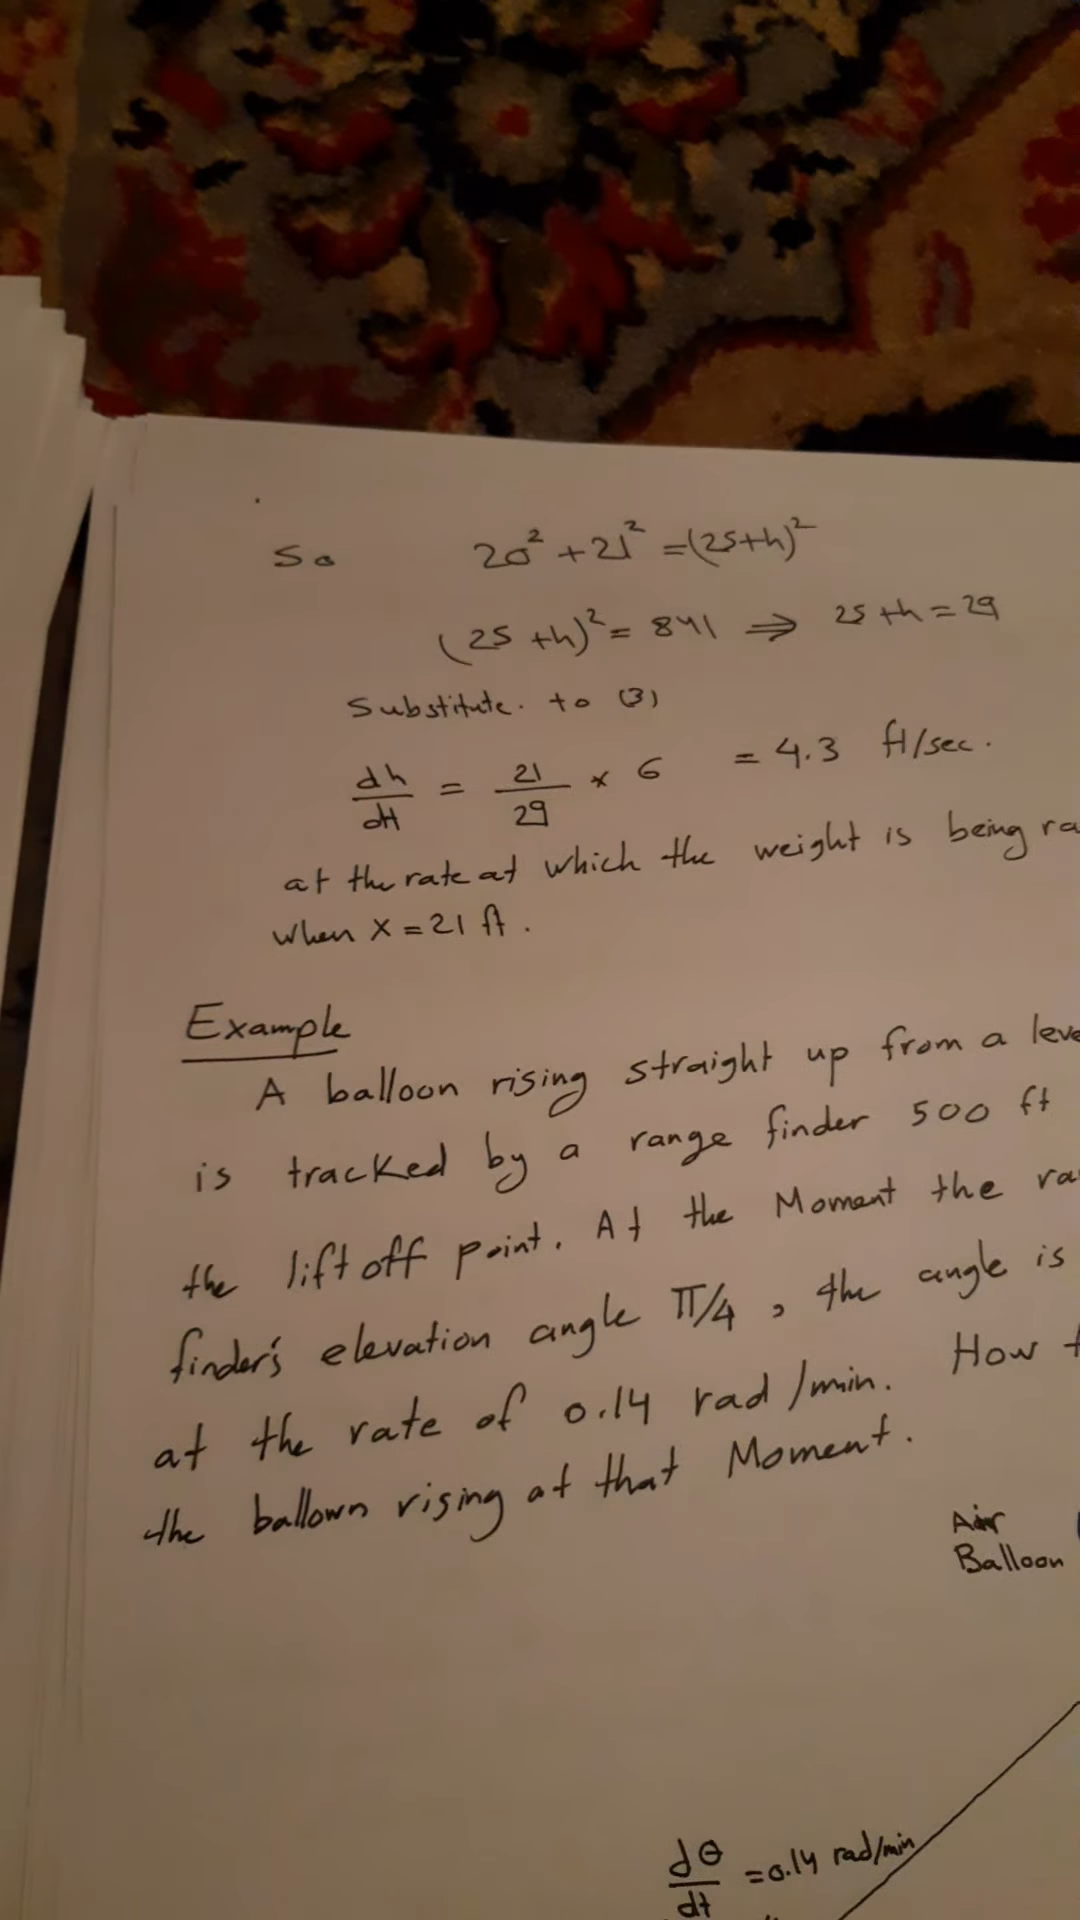 So 20² + 21² = (25+h)²
(25 + h)² = 841 ⇒ 25 + h = 29
Substitute. to (3)
dh/dt = 21/29 × 6 = 4.3 ft/sec.
at the rate at which the weight is being ra
when x = 21 ft.
Example
A balloon rising straight up from a leve
is tracked by a range finder 500 ft
the lift off point. At the Moment the ra
finder's elevation angle π/4, the angle is
at the rate of 0.14 rad/min. How
the ballown rising at that Moment.
Air
Balloon
dθ/dt = 0.14 rad/min